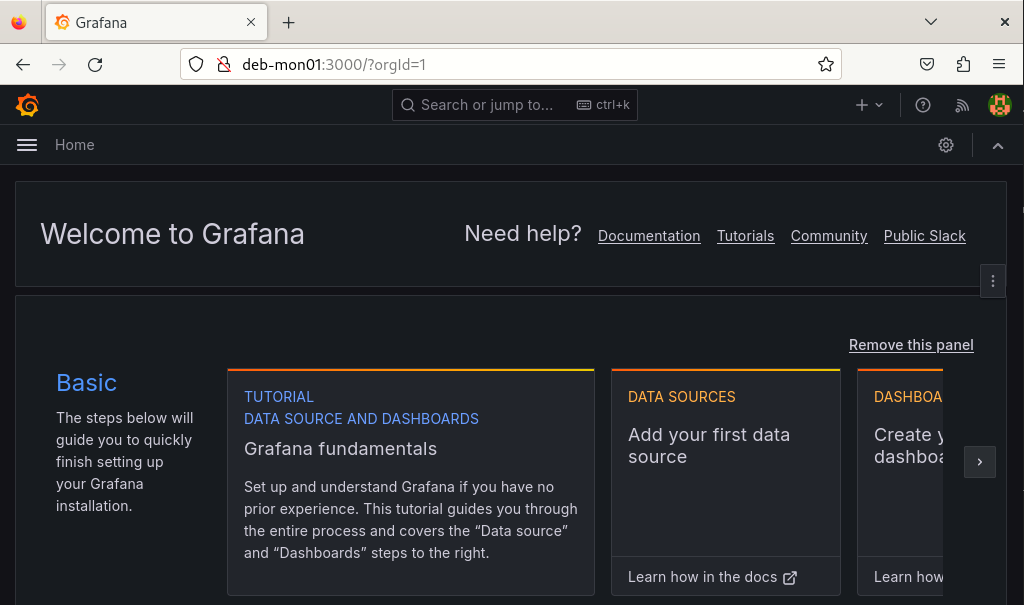 Grafana
deb-mon01:3000/?orgId=1
Search or jump to... ctrl+k
Home
Welcome to Grafana
Need help? Documentation Tutorials Community Public Slack
Remove this panel
Basic
The steps below will
guide you to quickly
finish setting up
your Grafana
installation.
TUTORIAL
DATA SOURCE AND DASHBOARDS
Grafana fundamentals
Set up and understand Grafana if you have no
prior experience. This tutorial guides you through
the entire process and covers the “Data source”
and “Dashboards” steps to the right.
DATA SOURCES
Add your first data
source
Learn how in the docs
DASHBOA
Create y
dashboa
Learn how